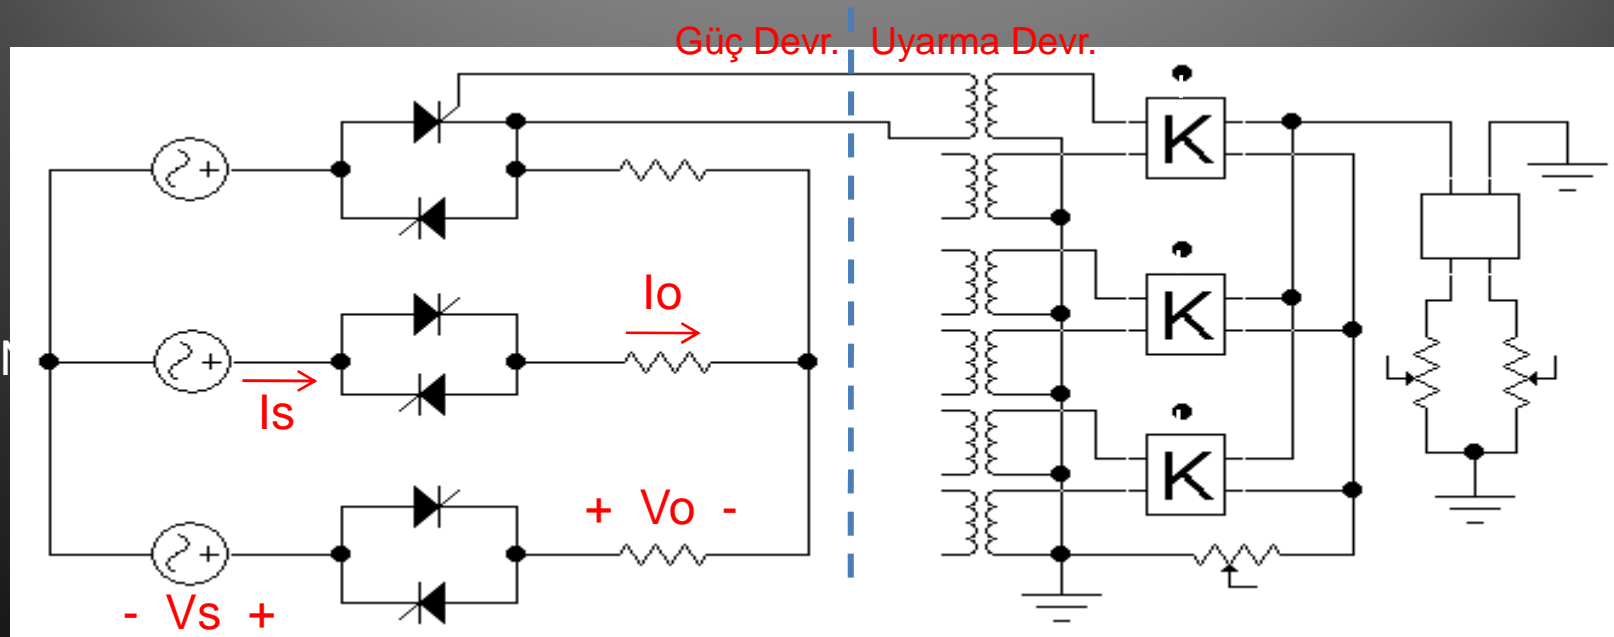 Güç Devr. Uyarma Devr.
K
Io
K
Is
K
+ Vo -
- Vs +